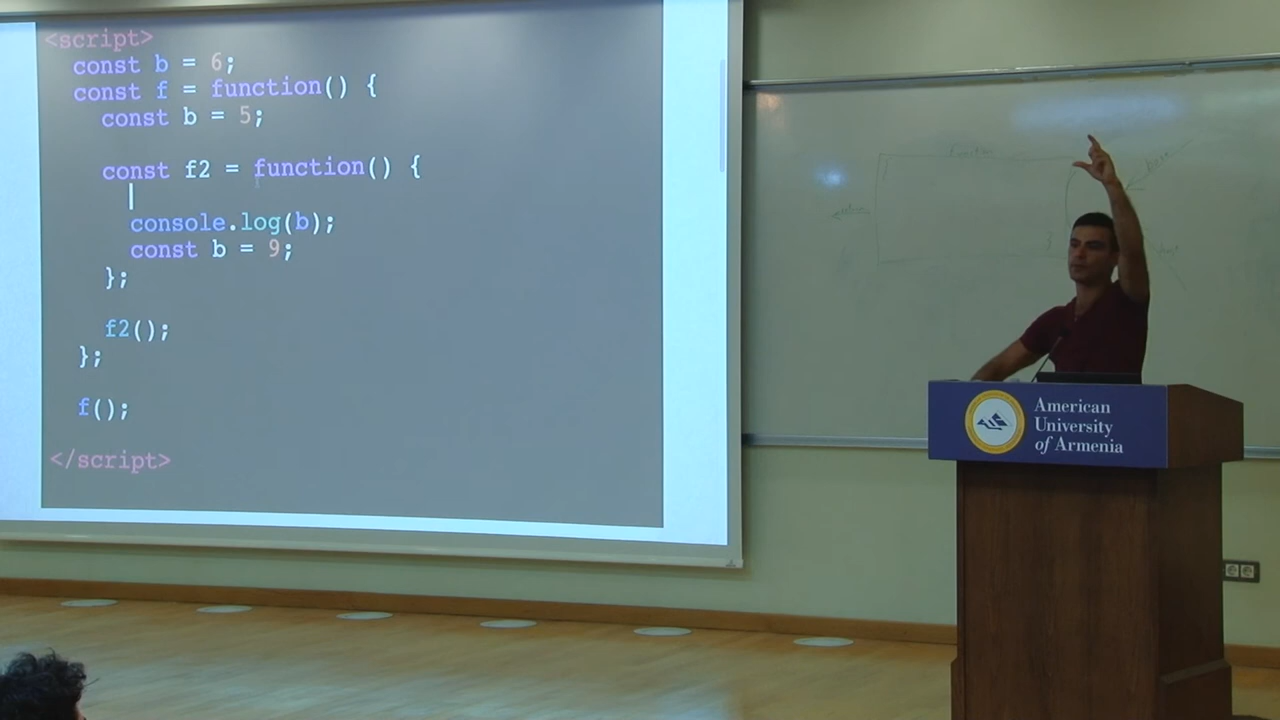 <script>
const b = 6;
const f = function() {
const b = 5;
const f2 = function() {
console.log(b);
const b = 9;
};
f2();
};
f();
</script>
American
University
of Armenia